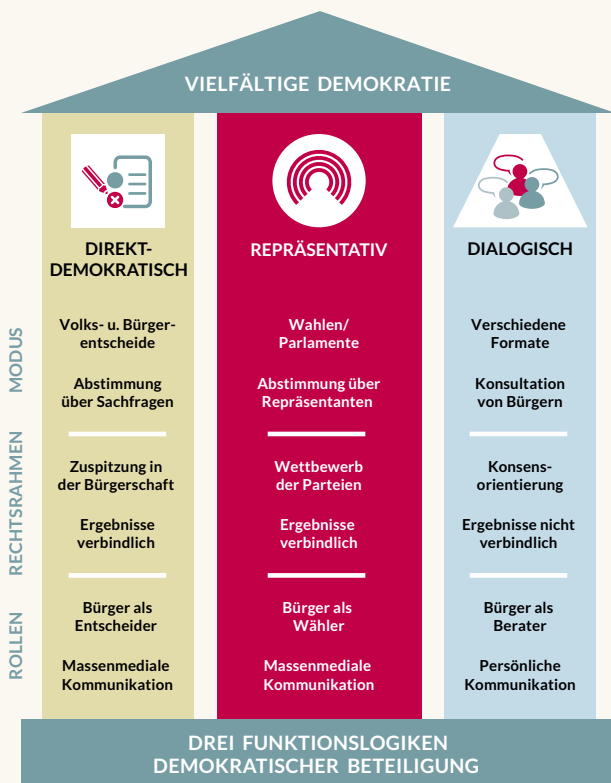 VIELFÄLTIGE DEMOKRATIE
DIREKT-
DEMOKRATISCH
REPRÄSENTATIV
DIALOGISCH
MODUS
Volks- u. Bürger-
entscheide
Wahlen/
Parlamente
Verschiedene
Formate
Abstimmung
über Sachfragen
Abstimmung über
Repräsentanten
Konsultation
von Bürgern
RECHTSRAHMEN
Zuspitzung in
der Bürgerschaft
Wettbewerb
der Parteien
Konsens-
orientierung
Ergebnisse
verbindlich
Ergebnisse
verbindlich
Ergebnisse nicht
verbindlich
ROLLEN
Bürger als
Entscheider
Bürger als
Wähler
Bürger als
Berater
Massenmediale
Kommunikation
Massenmediale
Kommunikation
Persönliche
Kommunikation
DREI FUNKTIONSLOGIKEN
DEMOKRATISCHER BETEILIGUNG